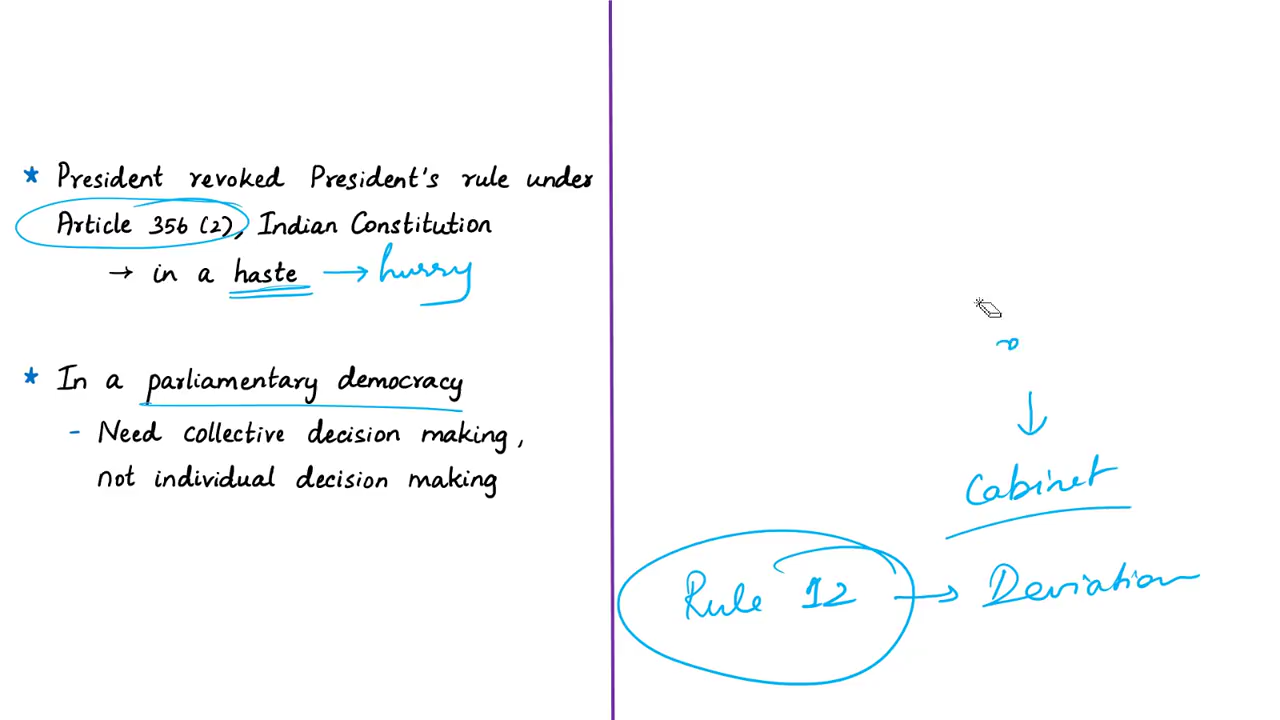 * President revoked President's rule under
Article 356 (2), Indian Constitution
→ in a haste → hurry
* In a parliamentary democracy
- Need collective decision making,
not individual decision making
↓
Cabinet
Rule 12 → Deviation